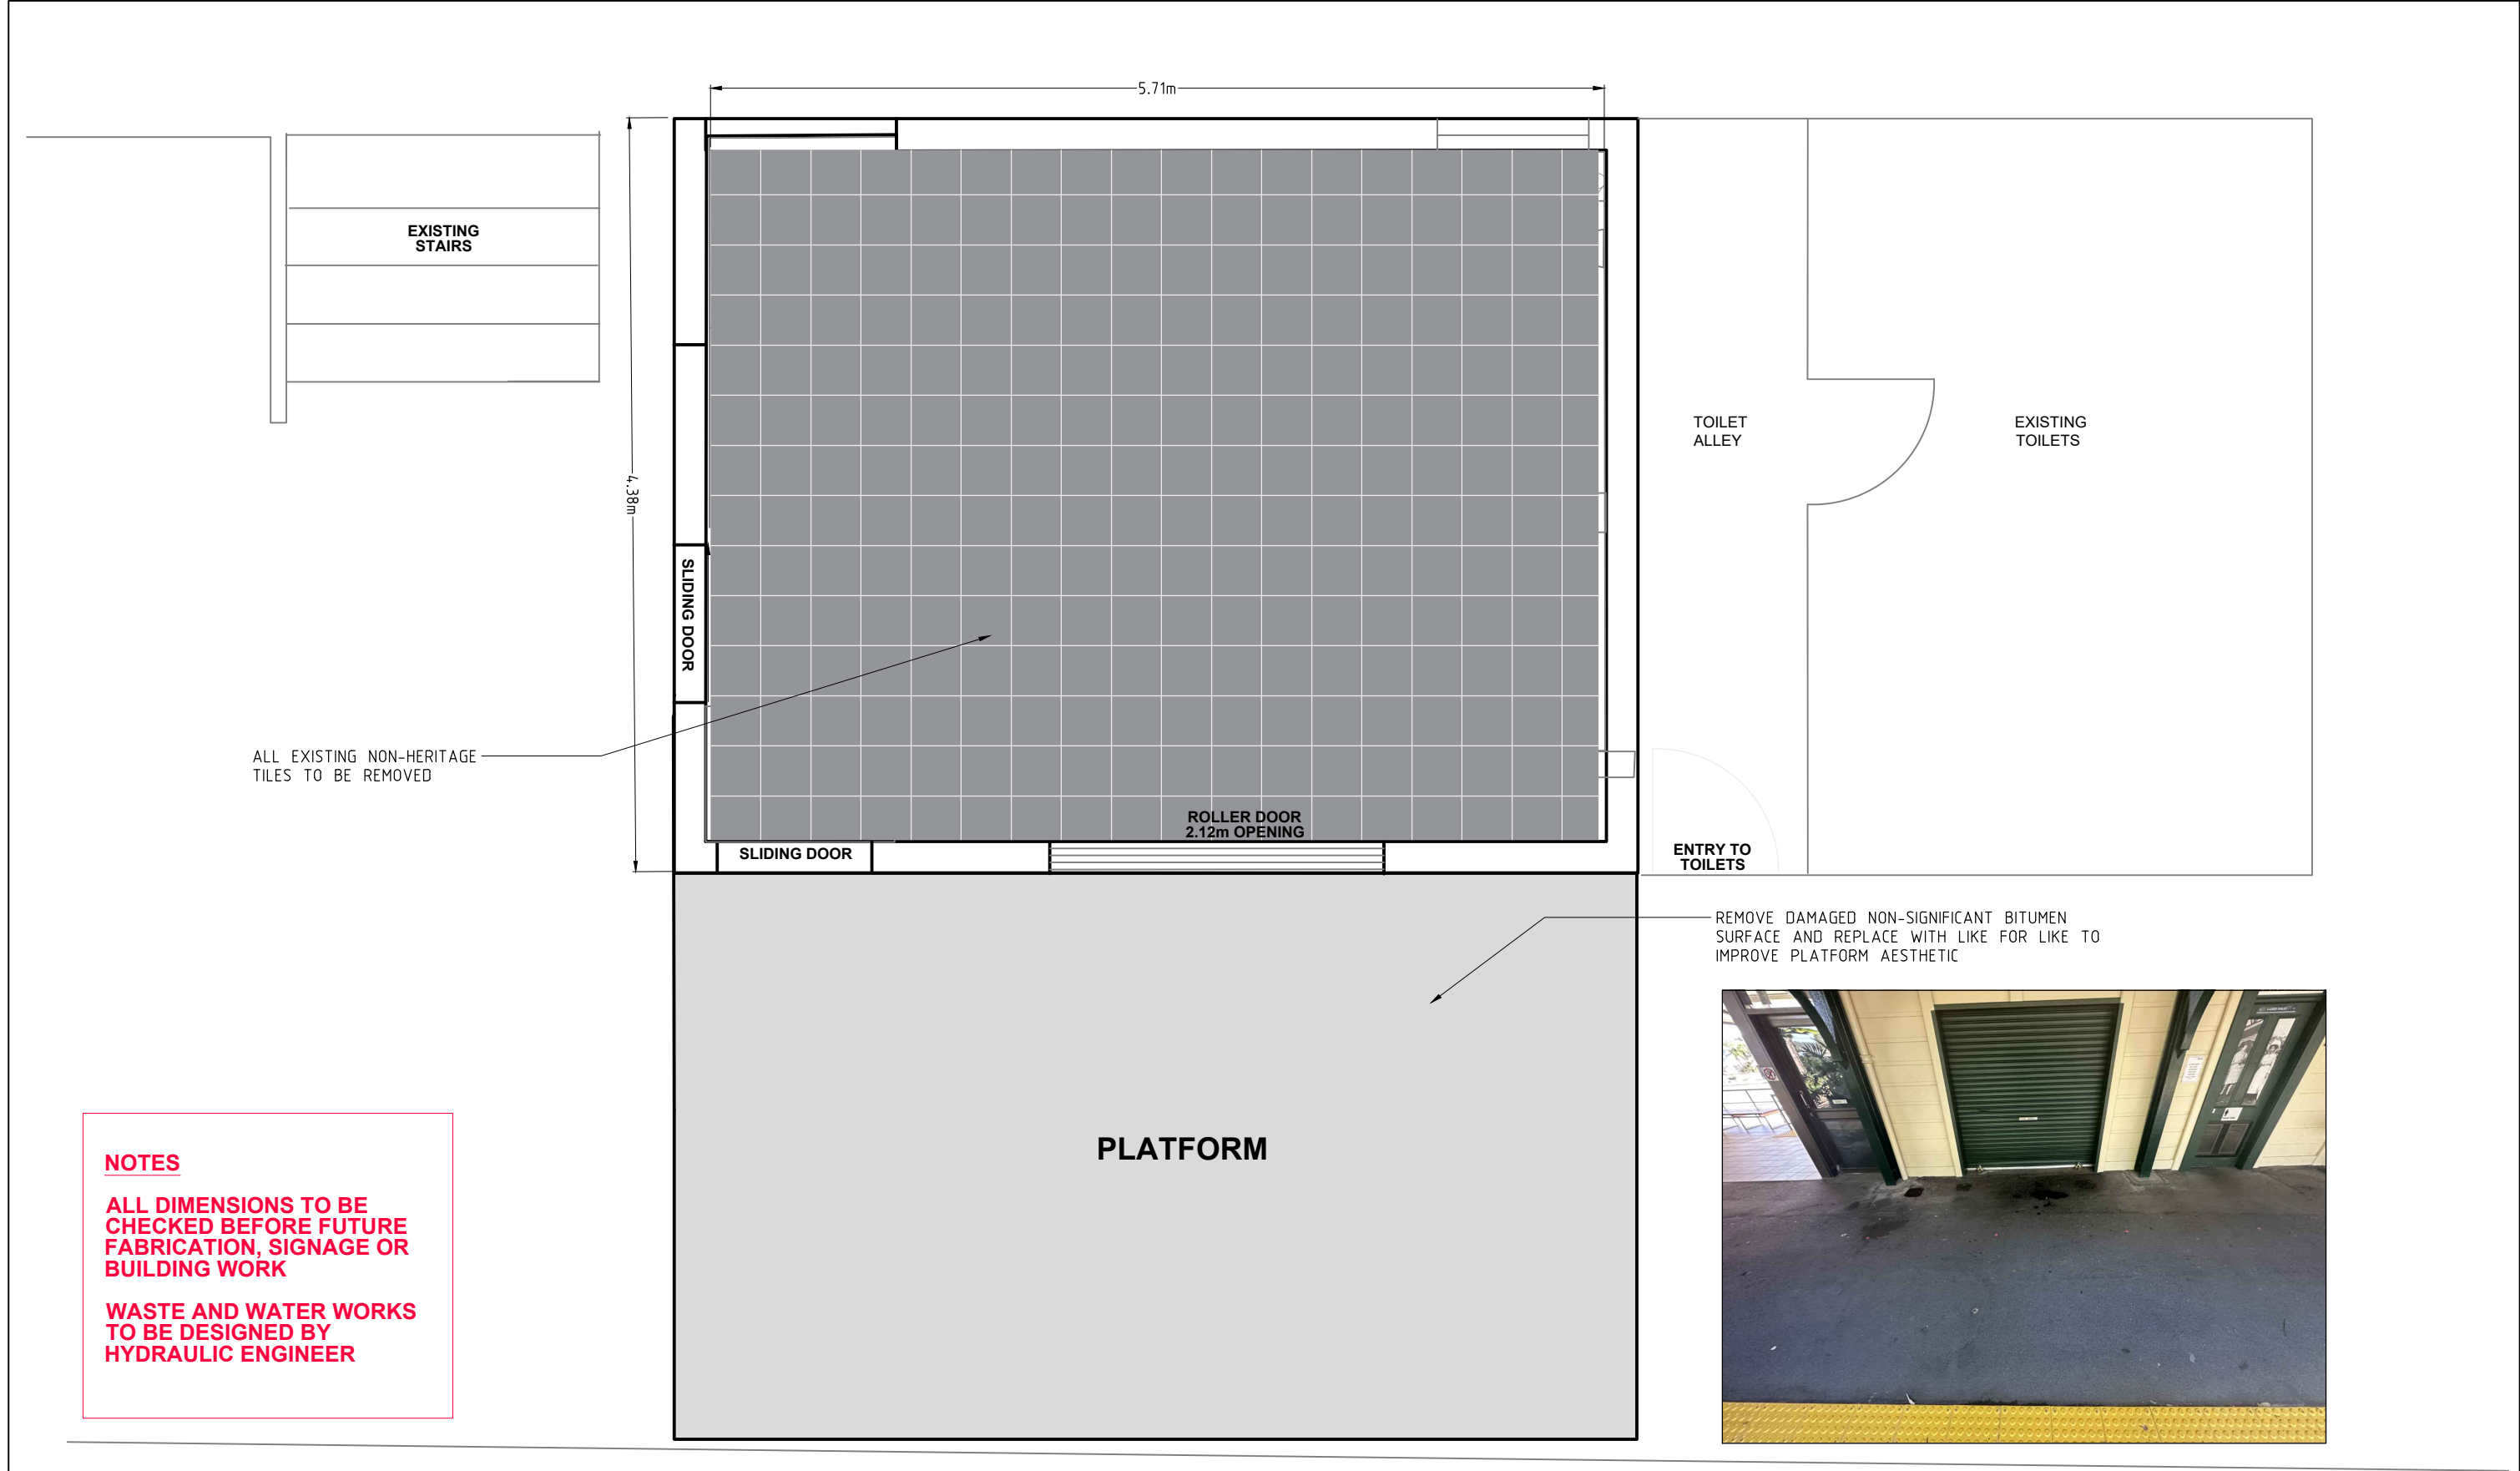 5.71m
EXISTING
STAIRS
4.38m
TOILET
ALLEY
EXISTING
TOILETS
SLIDING DOOR
ALL EXISTING NON-HERITAGE
TILES TO BE REMOVED
ROLLER DOOR
2.12m OPENING
SLIDING DOOR
ENTRY TO
TOILETS
REMOVE DAMAGED NON-SIGNIFICANT BITUMEN
SURFACE AND REPLACE WITH LIKE FOR LIKE TO
IMPROVE PLATFORM AESTHETIC
PLATFORM
NOTES
ALL DIMENSIONS TO BE
CHECKED BEFORE FUTURE
FABRICATION, SIGNAGE OR
BUILDING WORK
WASTE AND WATER WORKS
TO BE DESIGNED BY
HYDRAULIC ENGINEER